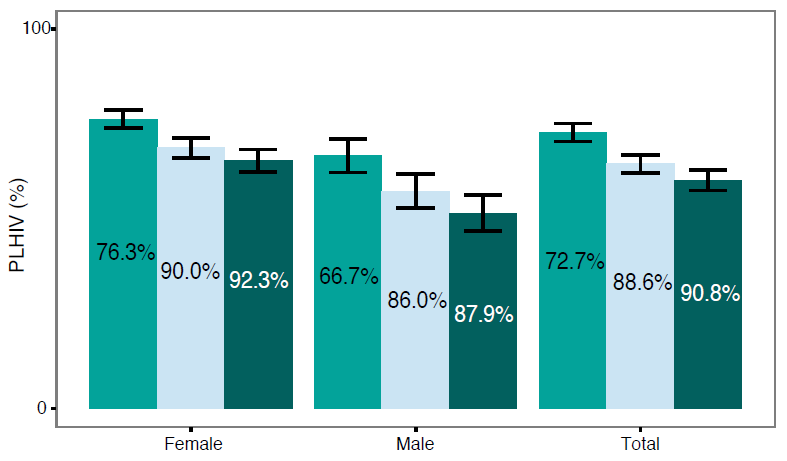 100
PLHIV (%)
76.3%
90.0%
92.3%
66.7%
86.0%
87.9%
72.7%
88.6%
90.8%
0
Female
Male
Total